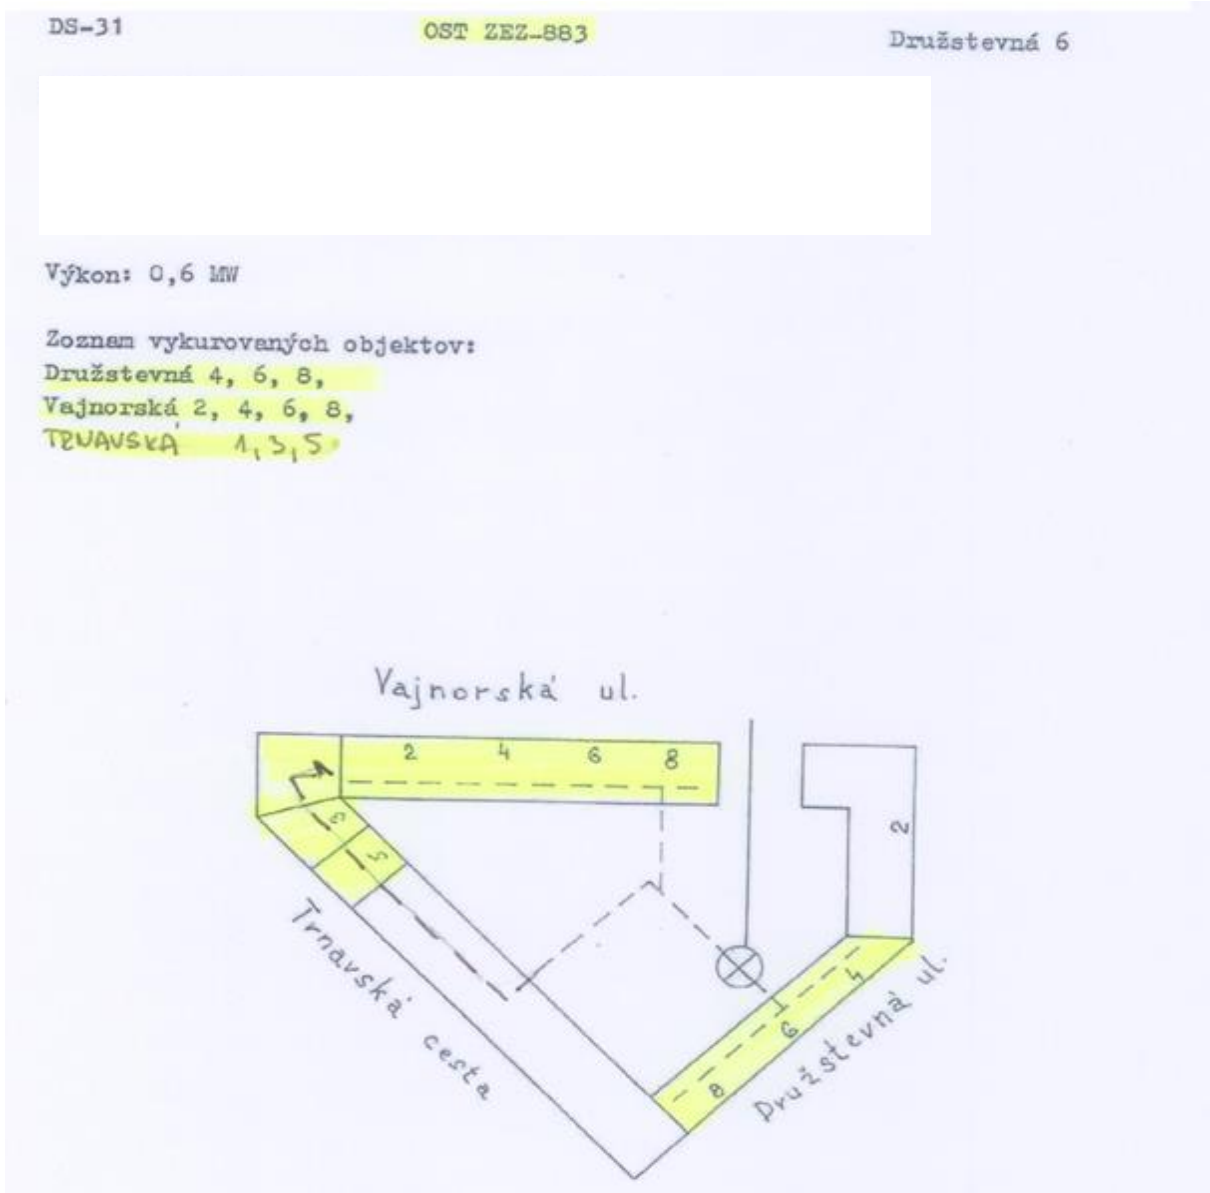 DS-31 OST ZEZ-883 Družstevná 6
Výkon: 0,6 MW
Zoznam vykurovaných objektov:
Družstevná 4, 6, 8,
Vajnorská 2, 4, 6, 8,
TRNAVSKÁ 1,3,5
Vajnorská ul.
2 4 6 8
3
5
2
Trnavská cesta
4
6
8
Družstevná ul.